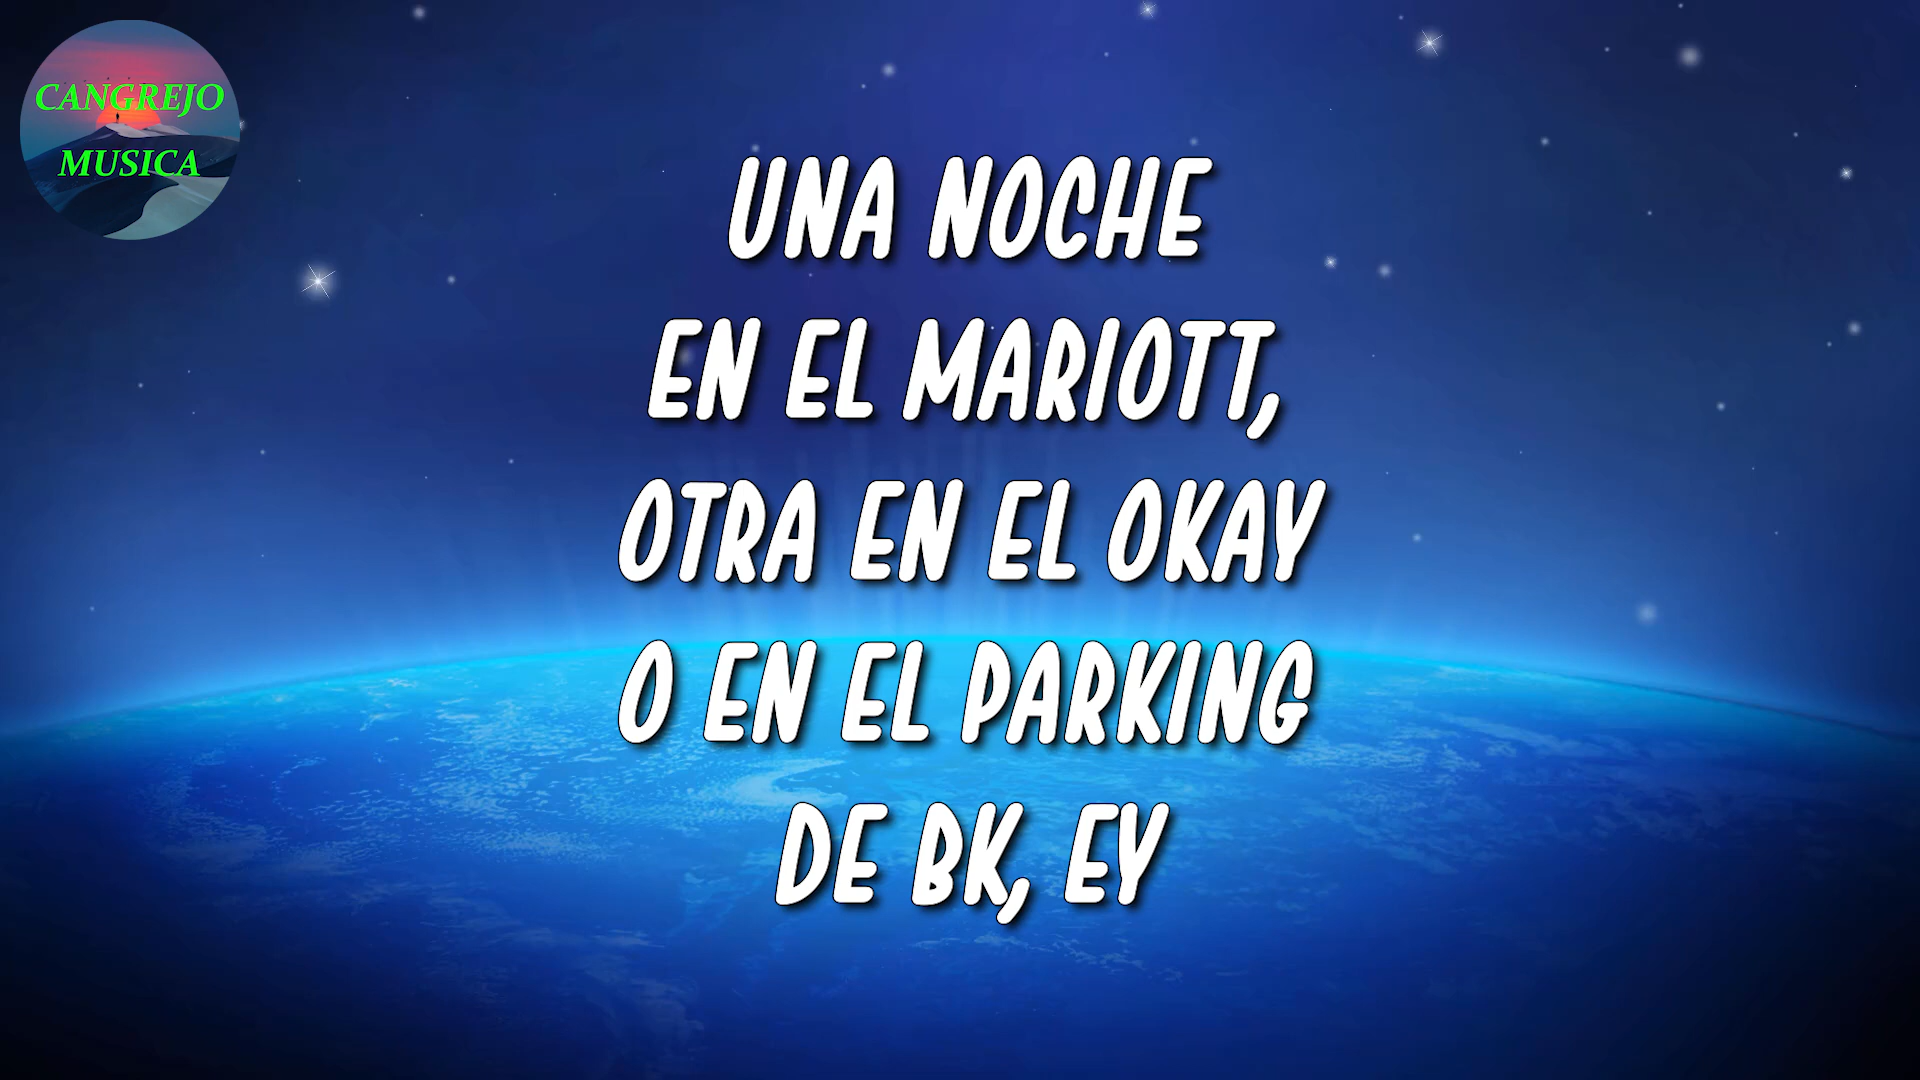 CANGREJO
MUSICA
UNA NOCHE
EN EL MARIOTT,
OTRA EN EL OKAY
O EN EL PARKING
DE BK, EY